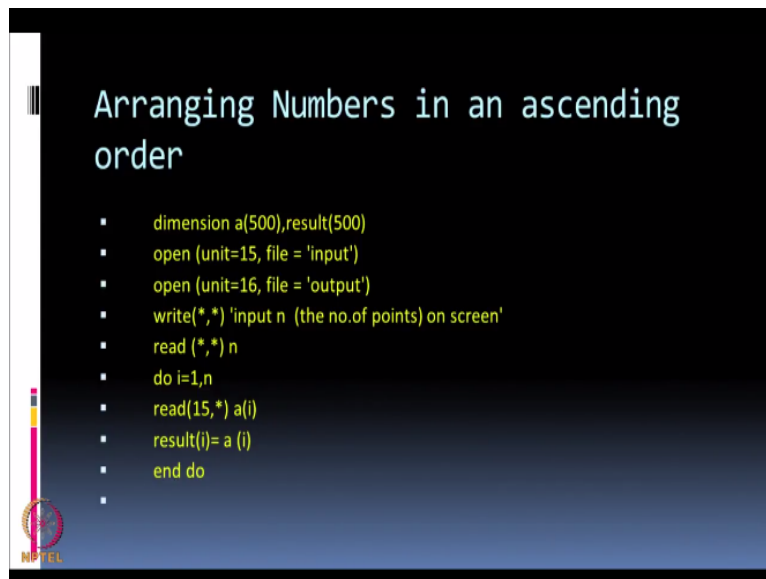 Arranging Numbers in an ascending
order
dimension a(500),result(500)
open (unit=15, file = 'input')
open (unit=16, file = 'output')
write(*,*) 'input n  (the no.of points) on screen'
read (*,*) n
do i=1,n
read(15,*) a(i)
result(i)= a (i)
end do
NPTEL